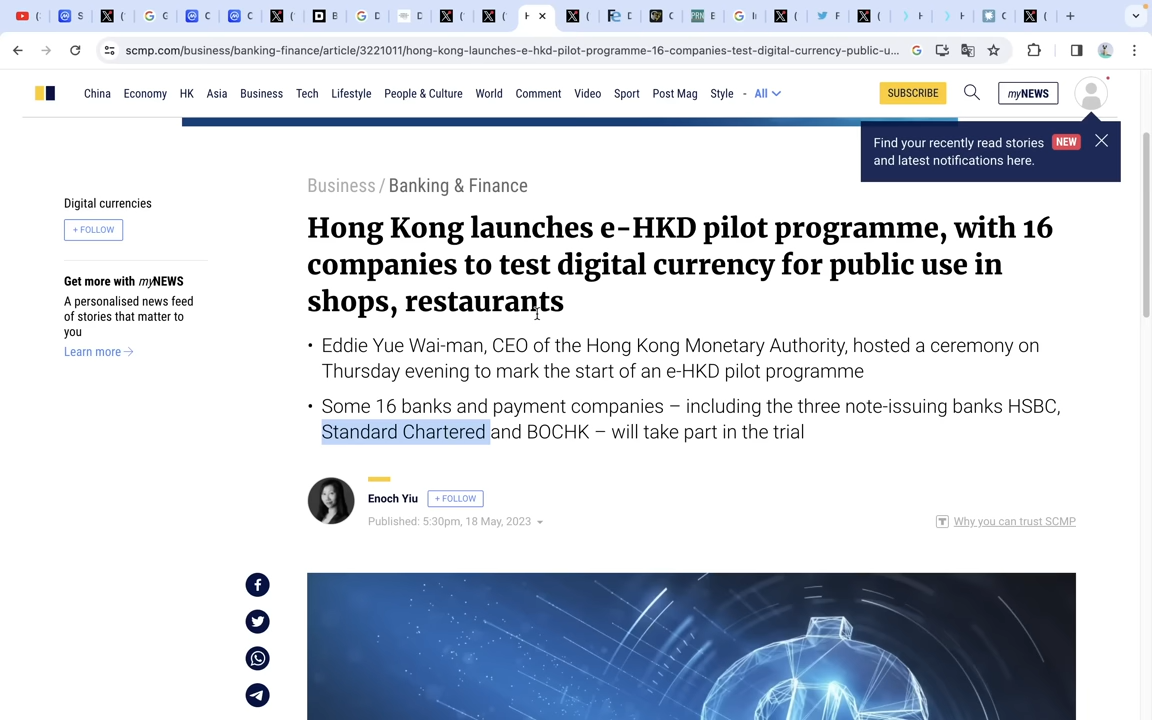 scmp.com/business/banking-finance/article/3221011/hong-kong-launches-e-hkd-pilot-programme-16-companies-test-digital-currency-public-u...
China Economy HK Asia Business Tech Lifestyle People & Culture World Comment Video Sport Post Mag Style - All
SUBSCRIBE
myNEWS
Find your recently read stories NEW
and latest notifications here.
Business / Banking & Finance
Digital currencies
+ FOLLOW
Get more with myNEWS
A personalised news feed
of stories that matter to
you
Learn more
Hong Kong launches e-HKD pilot programme, with 16
companies to test digital currency for public use in
shops, restaurants
• Eddie Yue Wai-man, CEO of the Hong Kong Monetary Authority, hosted a ceremony on
Thursday evening to mark the start of an e-HKD pilot programme
• Some 16 banks and payment companies – including the three note-issuing banks HSBC,
Standard Chartered and BOCHK – will take part in the trial
Enoch Yiu + FOLLOW
Published: 5:30pm, 18 May, 2023
Why you can trust SCMP